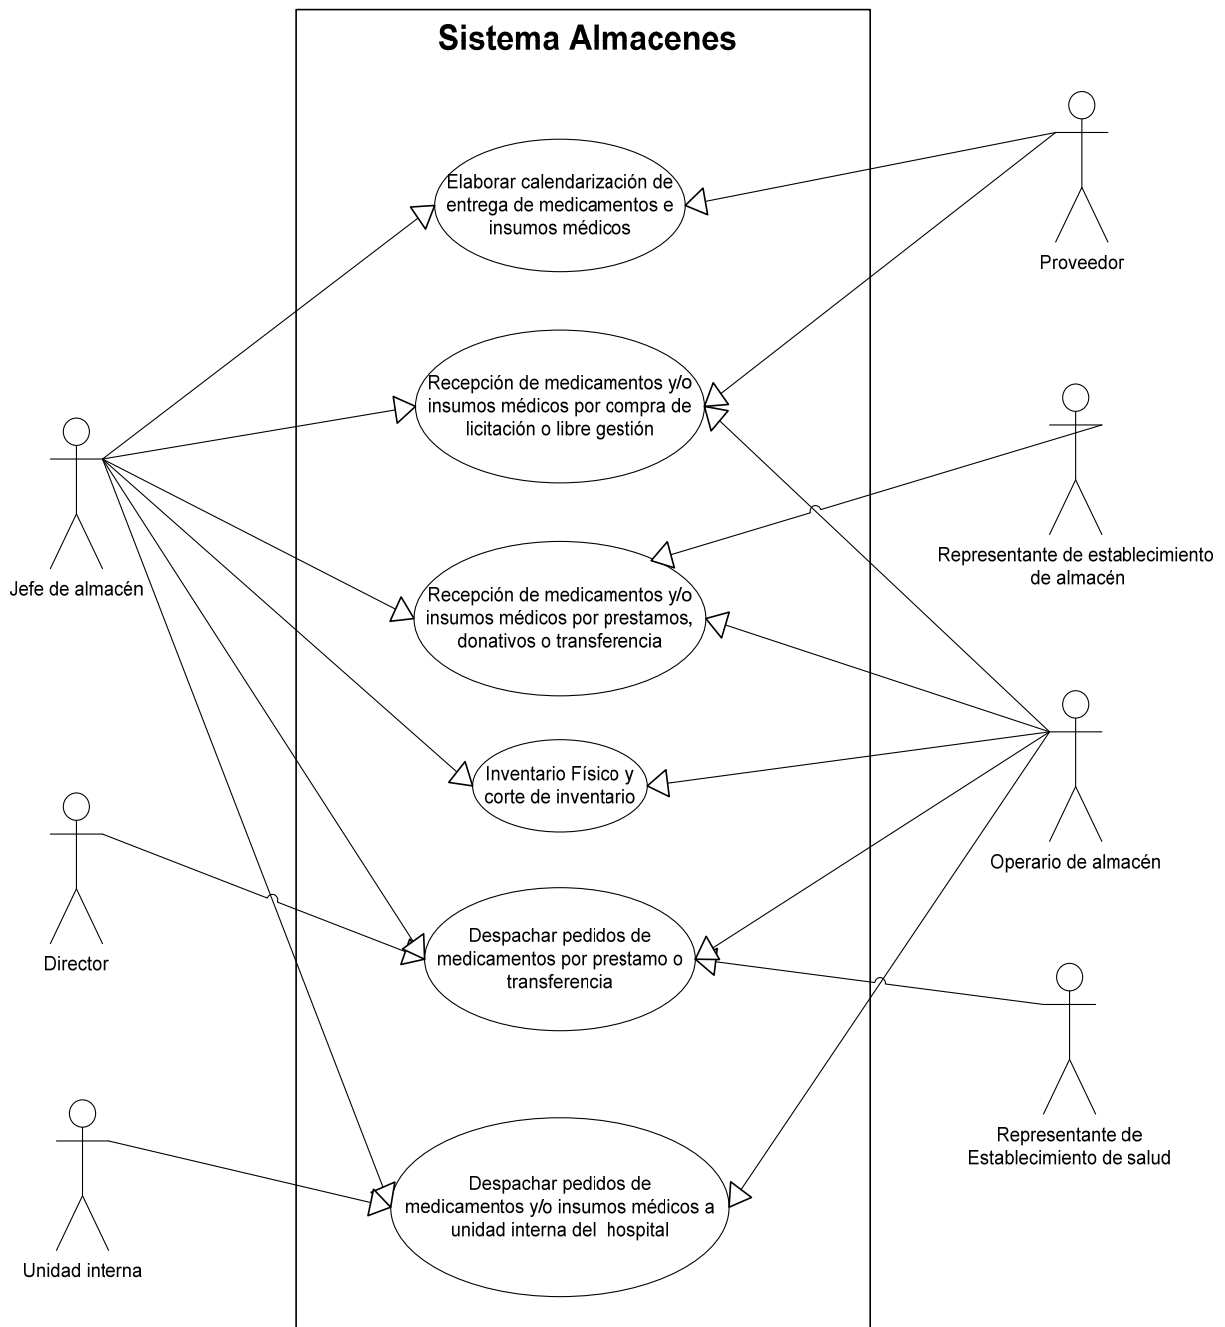 Sistema Almacenes
Elaborar calendarización de
entrega de medicamentos e
insumos médicos
Proveedor
Recepción de medicamentos y/o
insumos médicos por compra de
licitación o libre gestión
Jefe de almacén
Representante de establecimiento
de almacén
Recepción de medicamentos y/o
insumos médicos por prestamos,
donativos o transferencia
Inventario Físico y
corte de inventario
Operario de almacén
Director
Despachar pedidos de
medicamentos por prestamo o
transferencia
Representante de
Establecimiento de salud
Despachar pedidos de
medicamentos y/o insumos médicos a
unidad interna del hospital
Unidad interna